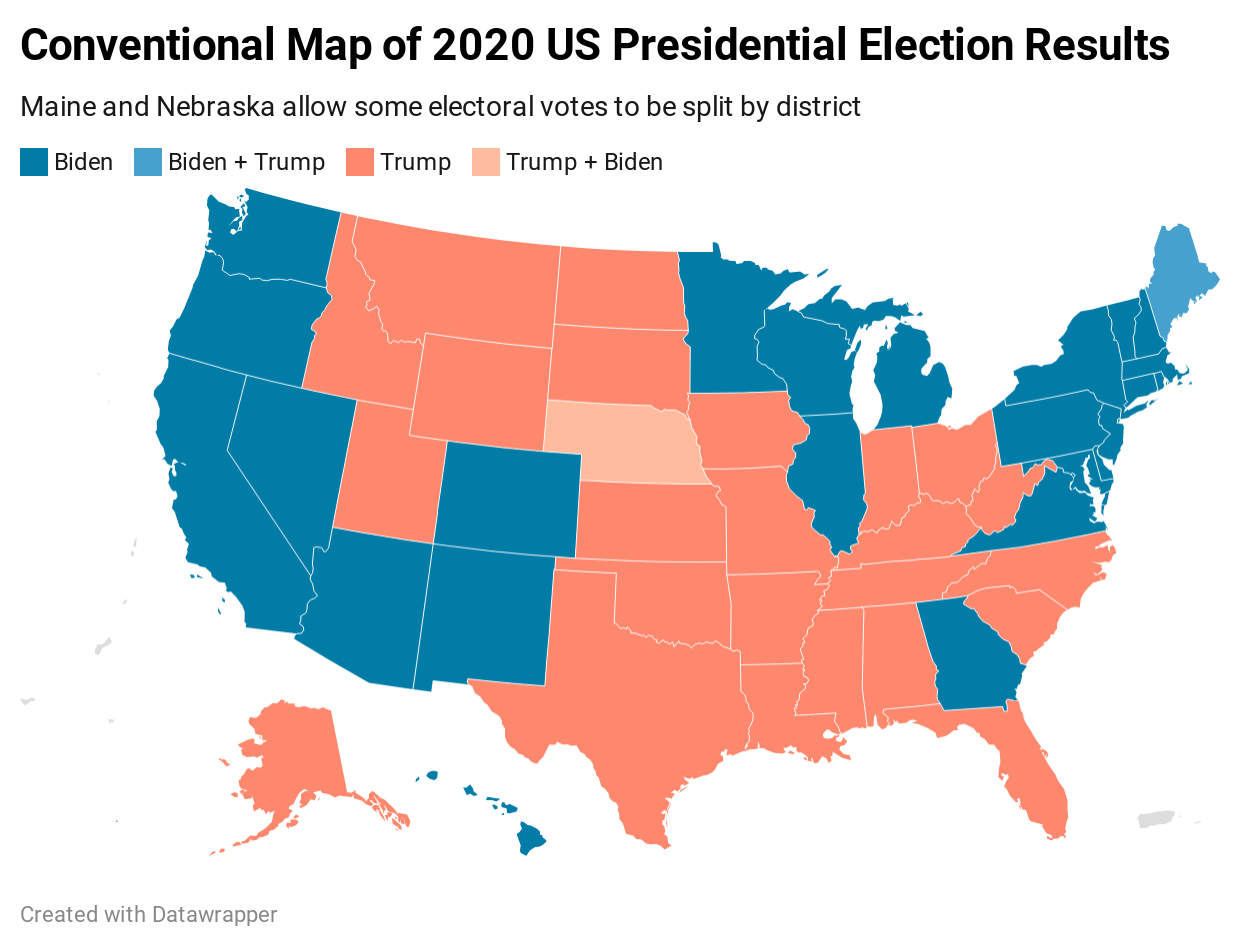 Conventional Map of 2020 US Presidential Election Results
Maine and Nebraska allow some electoral votes to be split by district
Biden Biden + Trump Trump Trump + Biden
Created with Datawrapper